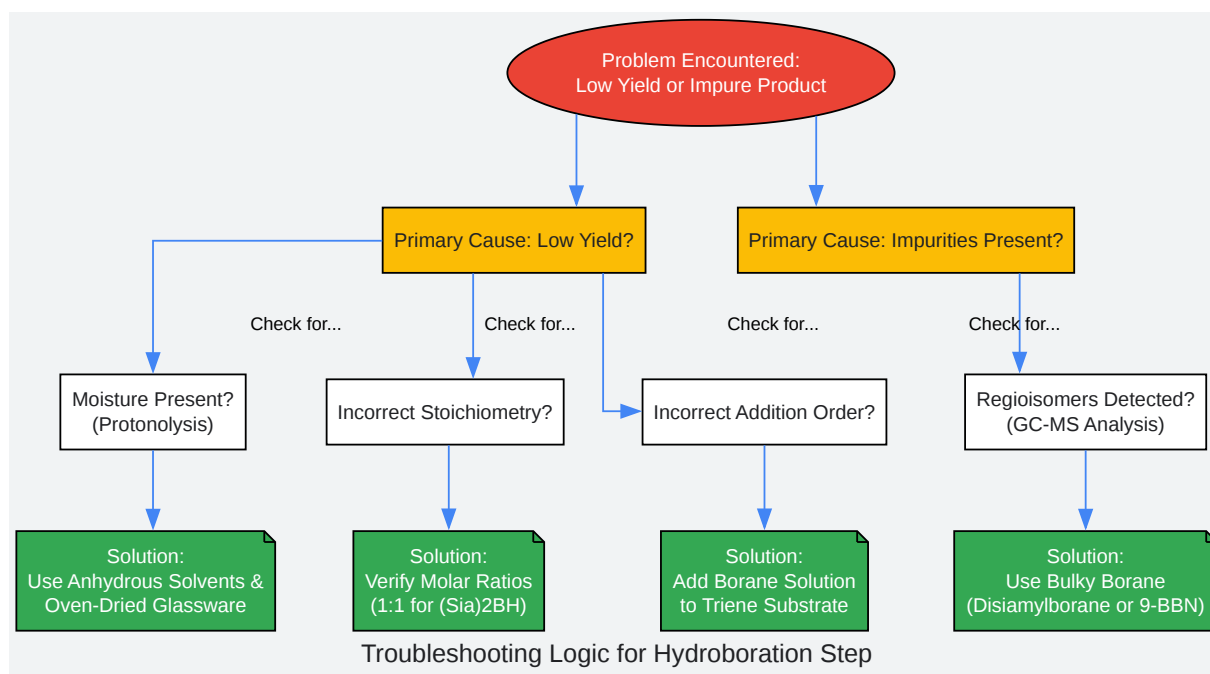 Problem Encountered:
Low Yield or Impure Product
Primary Cause: Low Yield?
Primary Cause: Impurities Present?
Check for...
Check for...
Check for...
Check for...
Moisture Present?
(Protonolysis)
Incorrect Stoichiometry?
Incorrect Addition Order?
Regioisomers Detected?
(GC-MS Analysis)
Solution:
Use Anhydrous Solvents &
Oven-Dried Glassware
Solution:
Verify Molar Ratios
(1:1 for (Sia)2BH)
Solution:
Add Borane Solution
to Triene Substrate
Solution:
Use Bulky Borane
(Disiamylborane or 9-BBN)
Troubleshooting Logic for Hydroboration Step